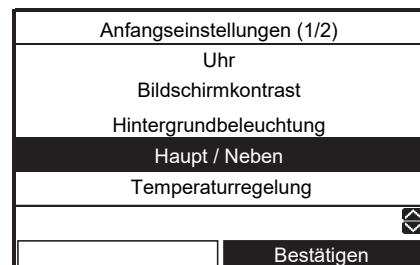 Anfangseinstellungen (1/2)
Uhr
Bildschirmkontrast
Hintergrundbeleuchtung
Haupt / Neben
Temperaturregelung
Bestätigen